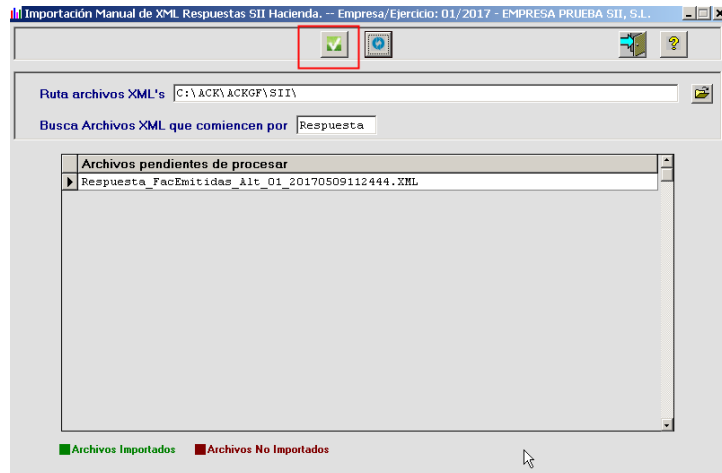 Importación Manual de XML Respuestas SII Hacienda. -- Empresa/Ejercicio: 01/2017 - EMPRESA PRUEBA SII, S.L.
Ruta archivos XML's C:\ACK\ACKGF\SII\
Busca Archivos XML que comiencen por Respuesta
Archivos pendientes de procesar
Respuesta_FacEmitidas_Alt_01_20170509112444.XML
Archivos Importados Archivos No Importados